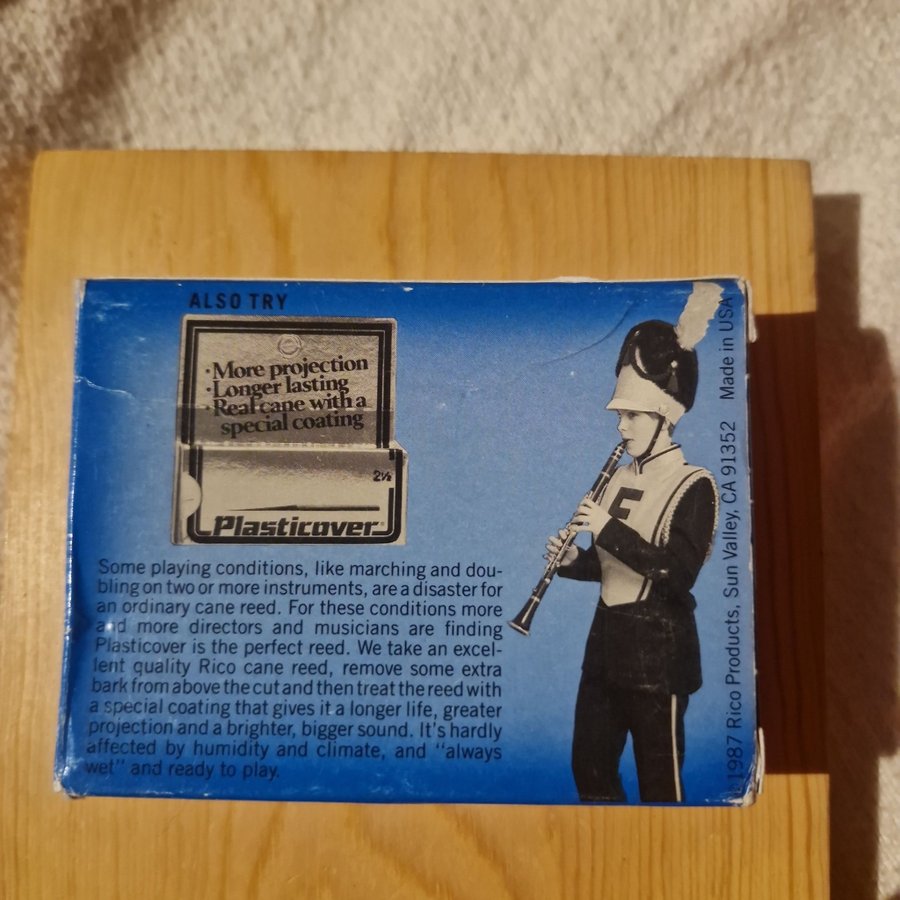 ALSO TRY
·More projection
·Longer lasting
·Real cane with a
special coating
2½
Plasticover®
Some playing conditions, like marching and dou-
bling on two or more instruments, are a disaster for
an ordinary cane reed. For these conditions more
and more directors and musicians are finding
Plasticover is the perfect reed. We take an excel-
lent quality Rico cane reed, remove some extra
bark from above the cut and then treat the reed with
a special coating that gives it a longer life, greater
projection and a brighter, bigger sound. It's hardly
affected by humidity and climate, and "always
wet" and ready to play.
F
©1987 Rico Products, Sun Valley, CA 91352 Made in USA